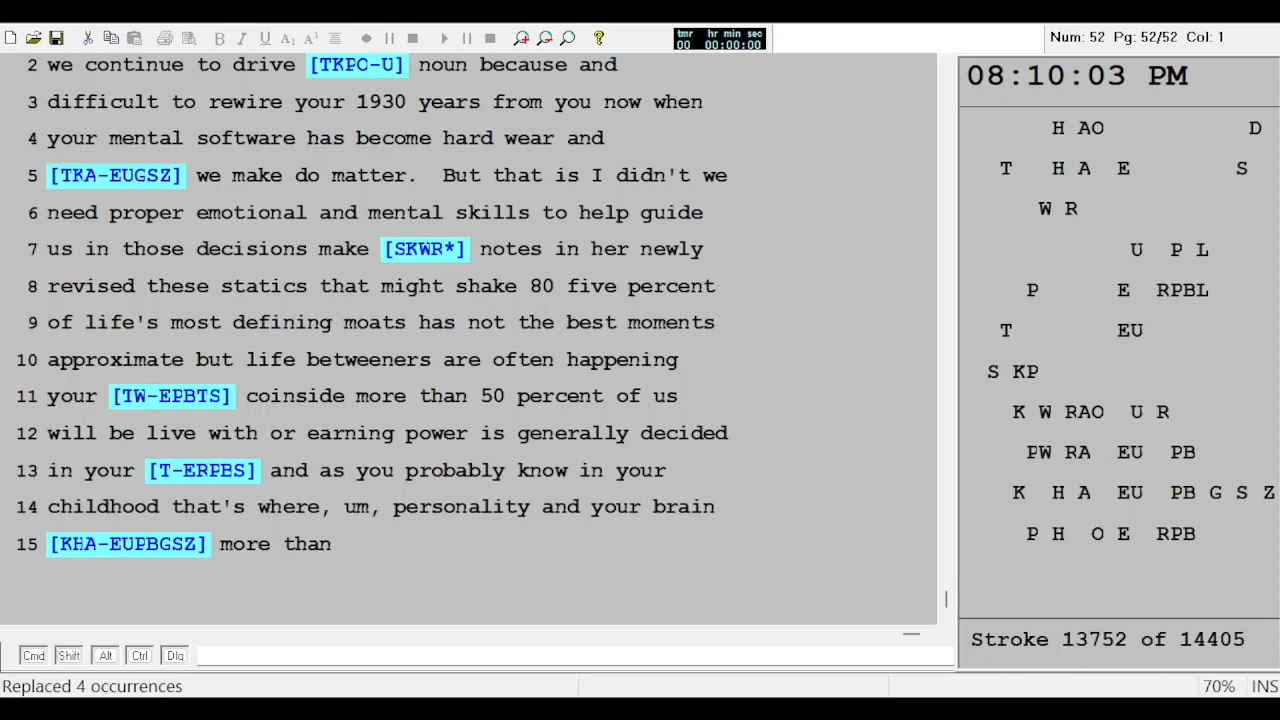 tmr hr min sec
00 00:00:00
Num: 52 Pg: 52/52 Col: 1
2 we continue to drive [TKPO-U] noun because and
3 difficult to rewire your 1930 years from you now when
4 your mental software has become hard wear and
5 [TKA-EUGSZ] we make do matter. But that is I didn't we
6 need proper emotional and mental skills to help guide
7 us in those decisions make [SKWR*] notes in her newly
8 revised these statics that might shake 80 five percent
9 of life's most defining moats has not the best moments
10 approximate but life betweeners are often happening
11 your [TW-EPBTS] coinside more than 50 percent of us
12 will be live with or earning power is generally decided
13 in your [T-ERPBS] and as you probably know in your
14 childhood that's where, um, personality and your brain
15 [KHA-EUPBGSZ] more than
08:10:03 PM
H AO D
T H A E S
W R
U P L
P E RPBL
T EU
S KP
K W RAO U R
PW RA EU PB
K H A EU PB G S Z
P H O E RPB
Stroke 13752 of 14405
Cmd Shift Alt Ctrl Dlg
Replaced 4 occurrences
70% INS